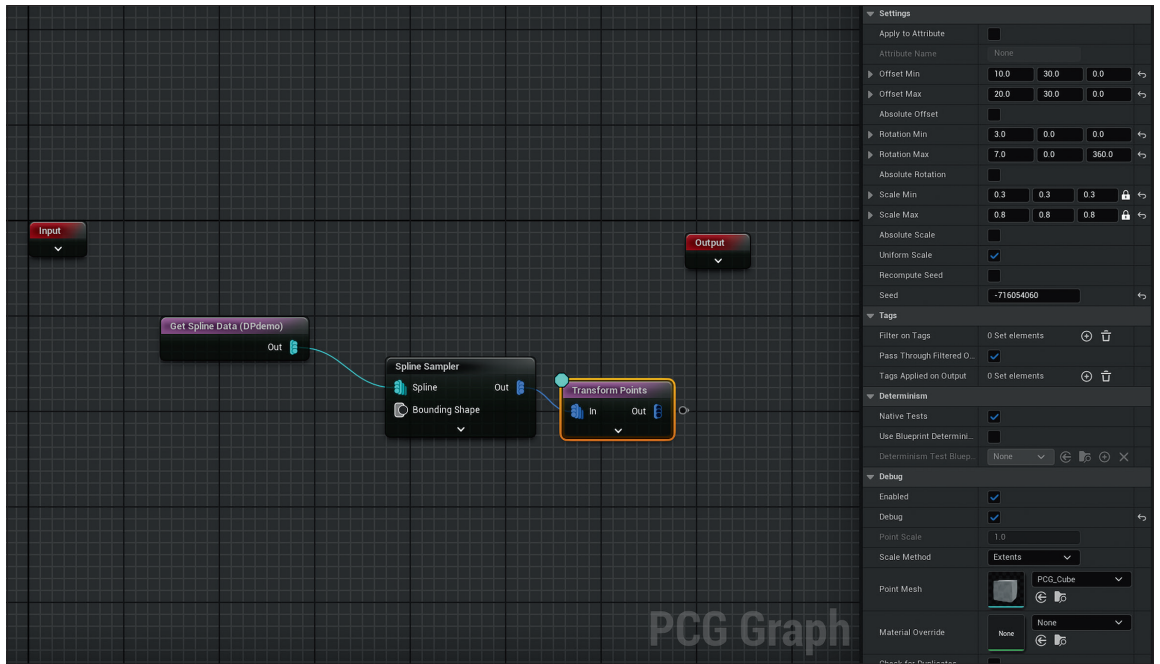 Input
Output
Get Spline Data (DPdemo)
Out
Spline Sampler
Spline Out
Bounding Shape
Transform Points
In Out
PCG Graph
Settings
Apply to Attribute
Attribute Name None
Offset Min 10.0 30.0 0.0
Offset Max 20.0 30.0 0.0
Absolute Offset
Rotation Min 3.0 0.0 0.0
Rotation Max 7.0 0.0 360.0
Absolute Rotation
Scale Min 0.3 0.3 0.3
Scale Max 0.8 0.8 0.8
Absolute Scale
Uniform Scale
Recompute Seed
Seed -716054060
Tags
Filter on Tags 0 Set elements
Pass Through Filtered O...
Tags Applied on Output 0 Set elements
Determinism
Native Tests
Use Blueprint Determini...
Determinism Test Bluep... None
Debug
Enabled
Debug
Point Scale 1.0
Scale Method Extents
Point Mesh PCG_Cube
Material Override None None